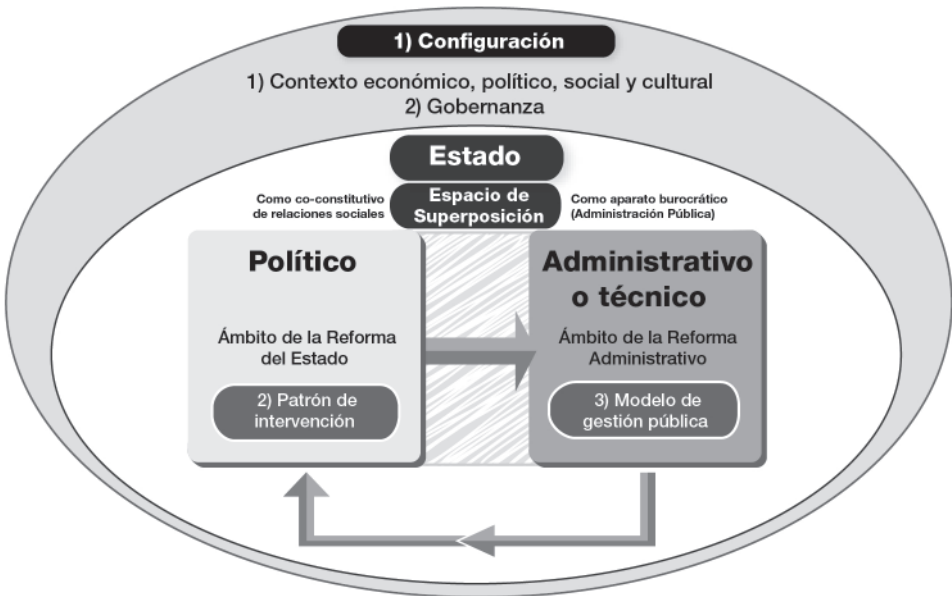 1) Configuración
1) Contexto económico, político, social y cultural
2) Gobernanza
Estado
Como co-constitutivo
de relaciones sociales
Espacio de
Superposición
Como aparato burocrático
(Administración Pública)
Político
Ámbito de la Reforma
del Estado
2) Patrón de
intervención
Administrativo
o técnico
Ámbito de la Reforma
Administrativo
3) Modelo de
gestión pública